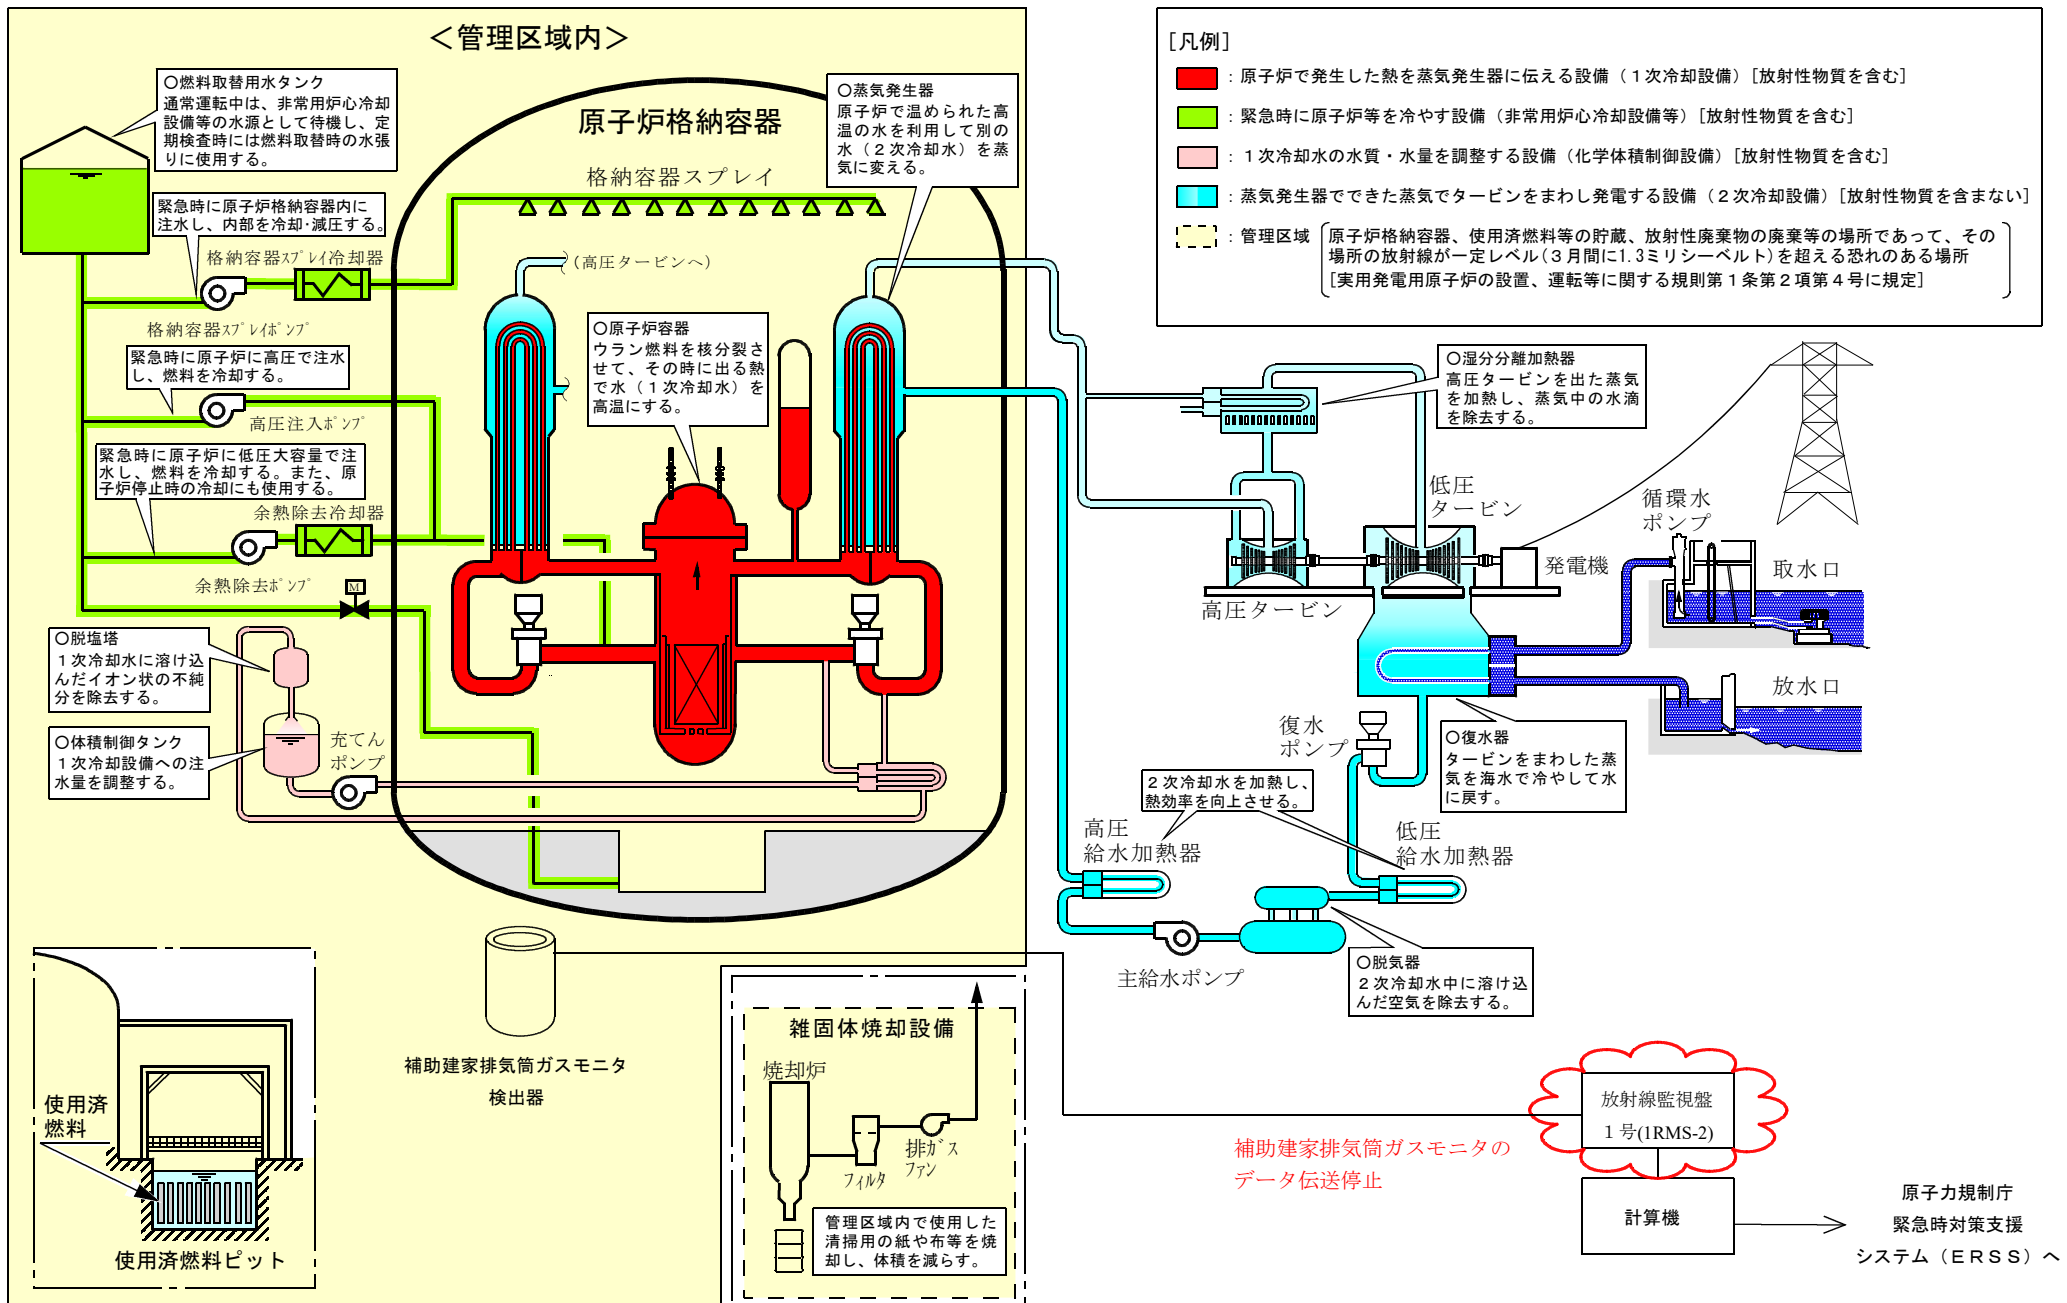 ＜管理区域内＞
○燃料取替用水タンク
通常運転中は、非常用炉心冷却
設備等の水源として待機し、定
期検査時には燃料取替時の水張
りに使用する。
緊急時に原子炉格納容器内に
注水し、内部を冷却･減圧する。
格納容器ｽﾌﾟﾚｲ冷却器
格納容器ｽﾌﾟﾚｲﾎﾟﾝﾌﾟ
緊急時に原子炉に高圧で注水
し、燃料を冷却する。
高圧注入ﾎﾟﾝﾌﾟ
緊急時に原子炉に低圧大容量で注
水し、燃料を冷却する。また、原
子炉停止時の冷却にも使用する。
余熱除去冷却器
余熱除去ﾎﾟﾝﾌﾟ
M
○脱塩塔
１次冷却水に溶け込
んだイオン状の不純
分を除去する。
○体積制御タンク
１次冷却設備への注
水量を調整する。
充てん
ポンプ
原子炉格納容器
格納容器スプレイ
（高圧タービンへ）
○蒸気発生器
原子炉で温められた高
温の水を利用して別の
水（２次冷却水）を蒸
気に変える。
○原子炉容器
ウラン燃料を核分裂さ
せて、その時に出る熱
で水（１次冷却水）を
高温にする。
［凡例］
：原子炉で発生した熱を蒸気発生器に伝える設備（１次冷却設備）［放射性物質を含む］
：緊急時に原子炉等を冷やす設備（非常用炉心冷却設備等）［放射性物質を含む］
：１次冷却水の水質・水量を調整する設備（化学体積制御設備）［放射性物質を含む］
：蒸気発生器でできた蒸気でタービンをまわし発電する設備（２次冷却設備）［放射性物質を含まない］
：管理区域
原子炉格納容器、使用済燃料等の貯蔵、放射性廃棄物の廃棄等の場所であって、その
場所の放射線が一定レベル(３月間に1.3ミリシーベルト)を超える恐れのある場所
［実用発電用原子炉の設置、運転等に関する規則第１条第２項第４号に規定］
○湿分分離加熱器
高圧タービンを出た蒸気
を加熱し、蒸気中の水滴
を除去する。
低圧
タービン
高圧タービン
発電機
循環水
ポンプ
取水口
放水口
復水
ポンプ
○復水器
タービンをまわした蒸
気を海水で冷やして水
に戻す。
２次冷却水を加熱し、
熱効率を向上させる。
高圧
給水加熱器
低圧
給水加熱器
主給水ポンプ
○脱気器
２次冷却水中に溶け込
んだ空気を除去する。
使用済
燃料
使用済燃料ピット
補助建家排気筒ガスモニタ
検出器
雑固体焼却設備
焼却炉
フィルタ
排ｶﾞｽ
ファン
管理区域内で使用した
清掃用の紙や布等を焼
却し、体積を減らす。
補助建家排気筒ガスモニタの
データ伝送停止
放射線監視盤
１号(1RMS-2)
計算機
原子力規制庁
緊急時対策支援
システム（ＥＲＳＳ）へ